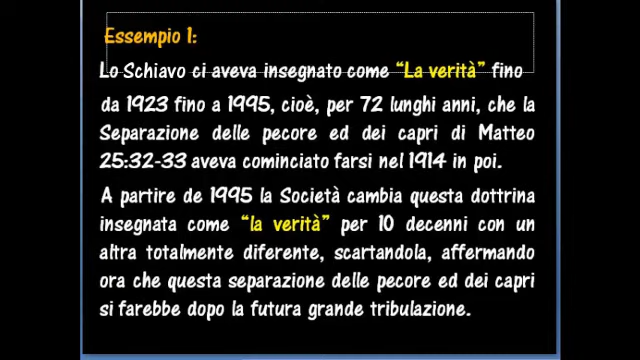 Essempio 1:
Lo Schiavo ci aveva insegnato come “La verità” fino
da 1923 fino a 1995, cioè, per 72 lunghi anni, che la
Separazione delle pecore ed dei capri di Matteo
25:32-33 aveva cominciato farsi nel 1914 in poi.
A partire de 1995 la Società cambia questa dottrina
insegnata come “la verità” per 10 decenni con un
altra totalmente diferente, scartandola, affermando
ora che questa separazione delle pecore ed dei capri
si farebbe dopo la futura grande tribulazione.